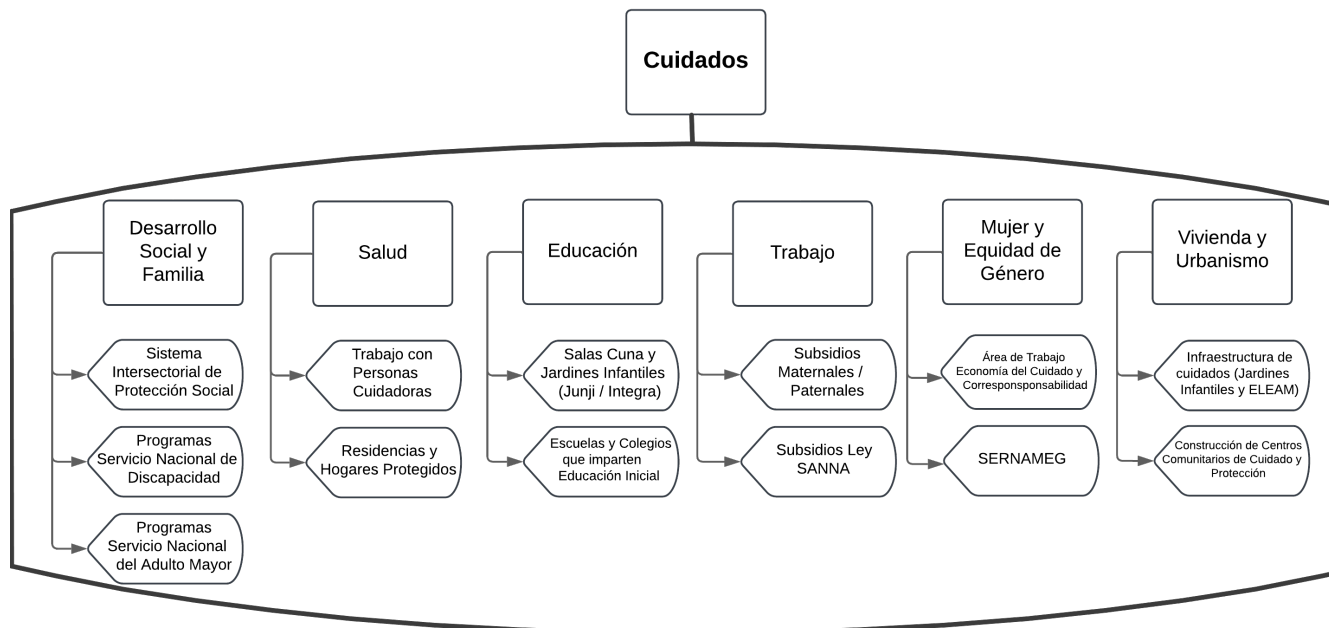 Cuidados
Desarrollo
Social y
Familia
Sistema
Intersectorial de
Protección Social
Programas
Servicio Nacional de
Discapacidad
Programas
Servicio Nacional
del Adulto Mayor
Salud
Trabajo con
Personas
Cuidadoras
Residencias y
Hogares Protegidos
Educación
Salas Cuna y
Jardines Infantiles
(Junji / Integra)
Escuelas y Colegios
que imparten
Educación Inicial
Trabajo
Subsidios
Maternales /
Paternales
Subsidios Ley
SANNA
Mujer y
Equidad de
Género
Área de Trabajo
Economía del Cuidado y
Corresponsponsabilidad
SERNAMEG
Vivienda y
Urbanismo
Infraestructura de
cuidados (Jardines
Infantiles y ELEAM)
Construcción de Centros
Comunitarios de Cuidado y
Protección